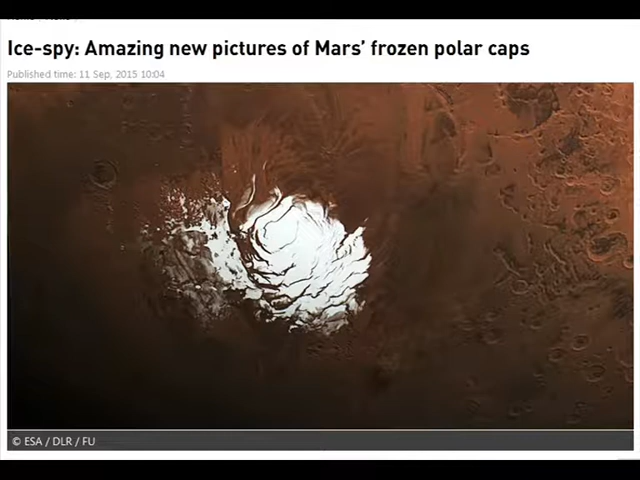 Ice-spy: Amazing new pictures of Mars’ frozen polar caps
Published time: 11 Sep, 2015 10:04
© ESA / DLR / FU